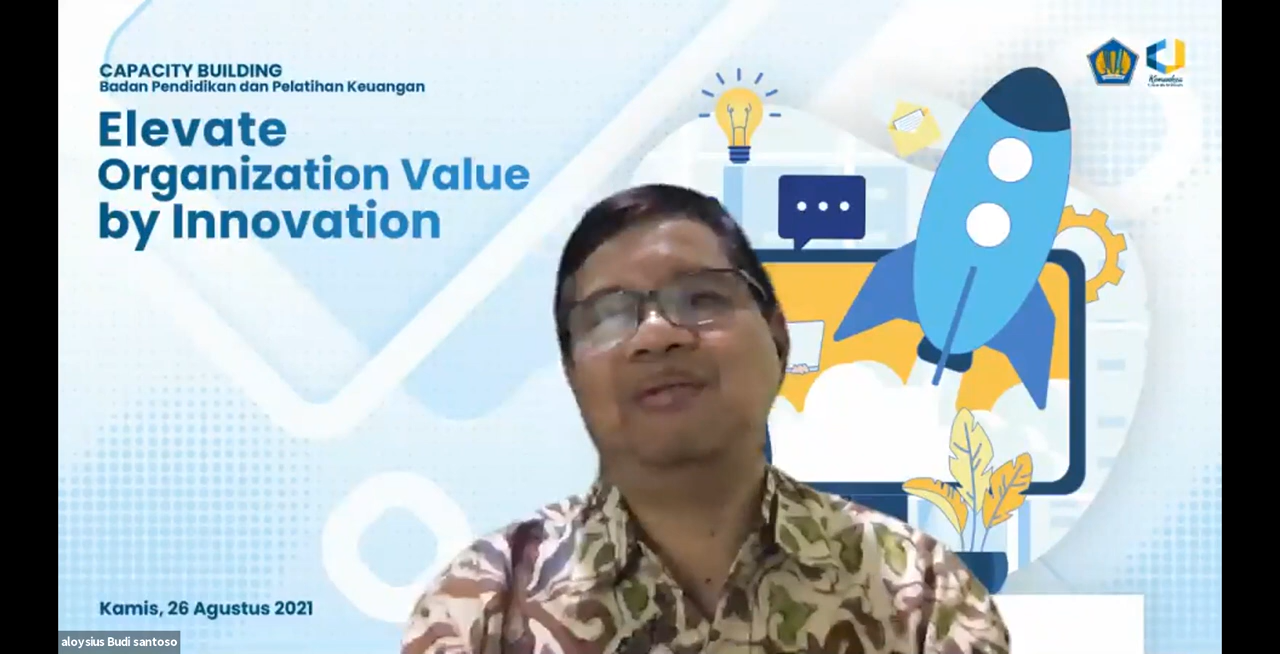 CAPACITY BUILDING
Badan Pendidikan dan Pelatihan Keuangan
Elevate
Organization Value
by Innovation
Kamis, 26 Agustus 2021
aloysius Budi santoso